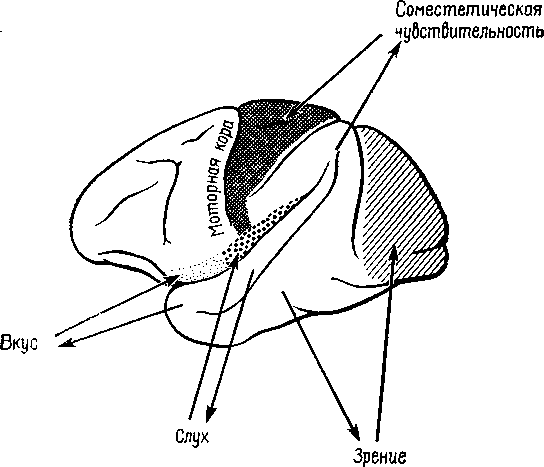 Соместетическая
чувствительность
Моторная кора
Вкус
Слух
Зрение